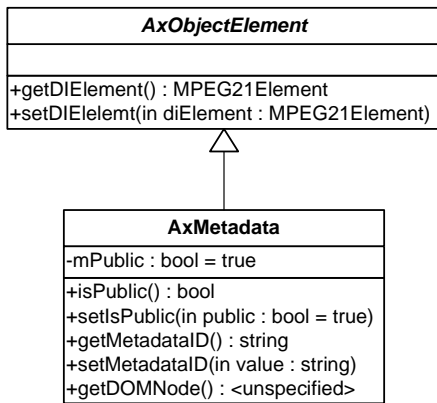 AxObjectElement
+getDIElement() : MPEG21Element
+setDIElelemt(in diElement : MPEG21Element)
AxMetadata
-mPublic : bool = true
+isPublic() : bool
+setIsPublic(in public : bool = true)
+getMetadataID() : string
+setMetadataID(in value : string)
+getDOMNode() : <unspecified>